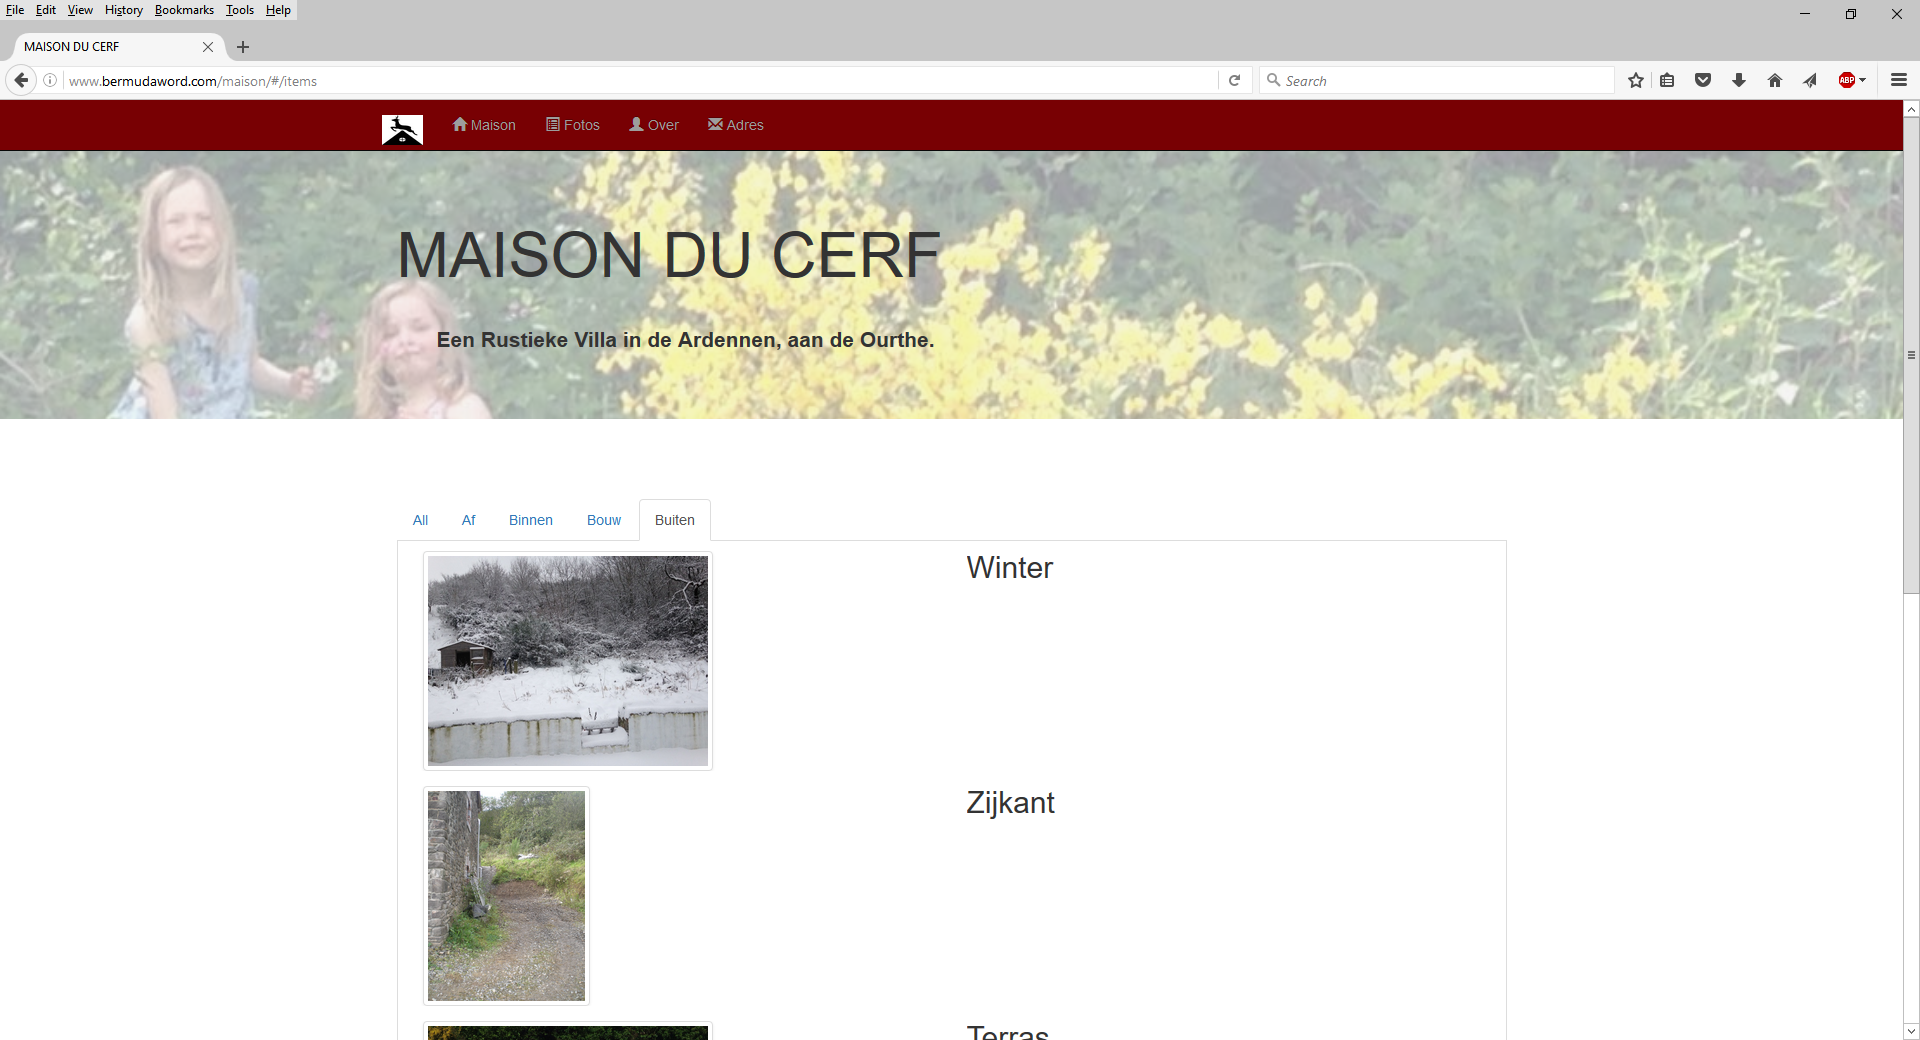 File Edit View History Bookmarks Tools Help
MAISON DU CERF
www.bermudaword.com/maison/#/items
Search
ABP
Maison Fotos Over Adres
MAISON DU CERF
Een Rustieke Villa in de Ardennen, aan de Ourthe.
All Af Binnen Bouw Buiten
Winter
Zijkant
Terras